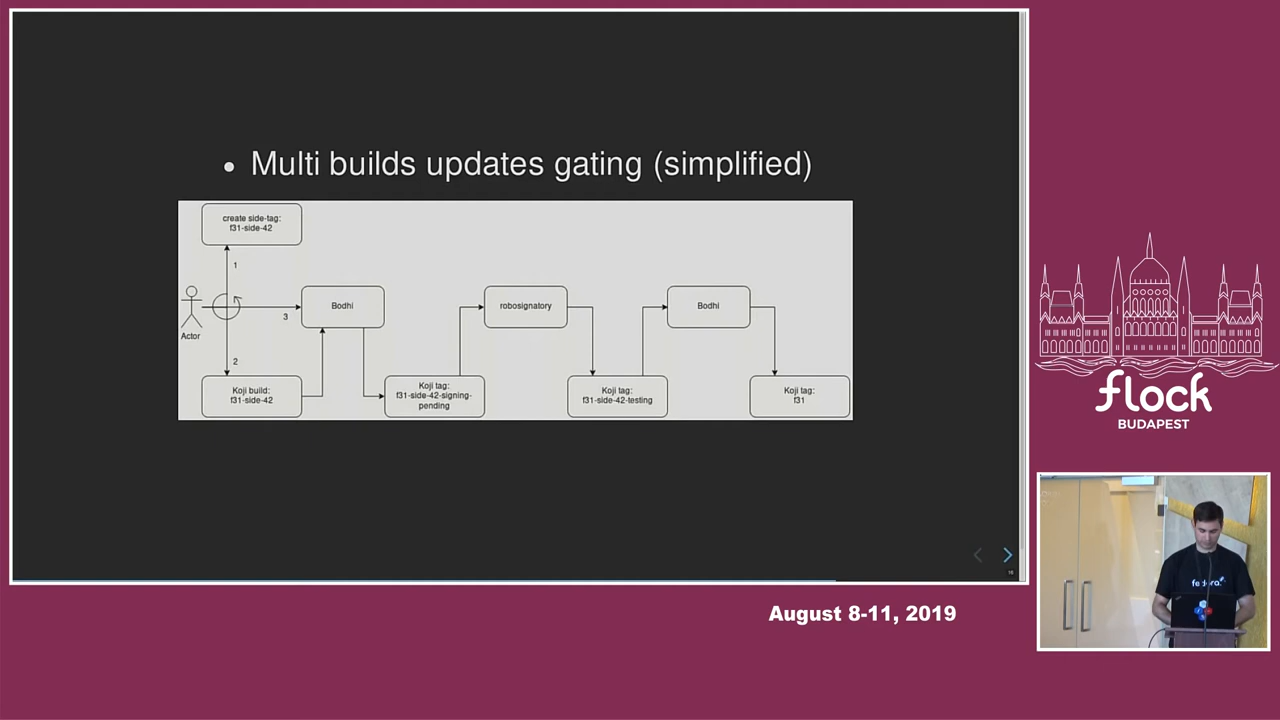 • Multi builds updates gating (simplified)
create side-tag:
f31-side-42
1
Actor
3
2
Bodhi
Koji build:
f31-side-42
Koji tag:
f31-side-42-signing-
pending
robosignatory
Koji tag:
f31-side-42-testing
Bodhi
Koji tag:
f31
flock
BUDAPEST
fedora
August 8-11, 2019